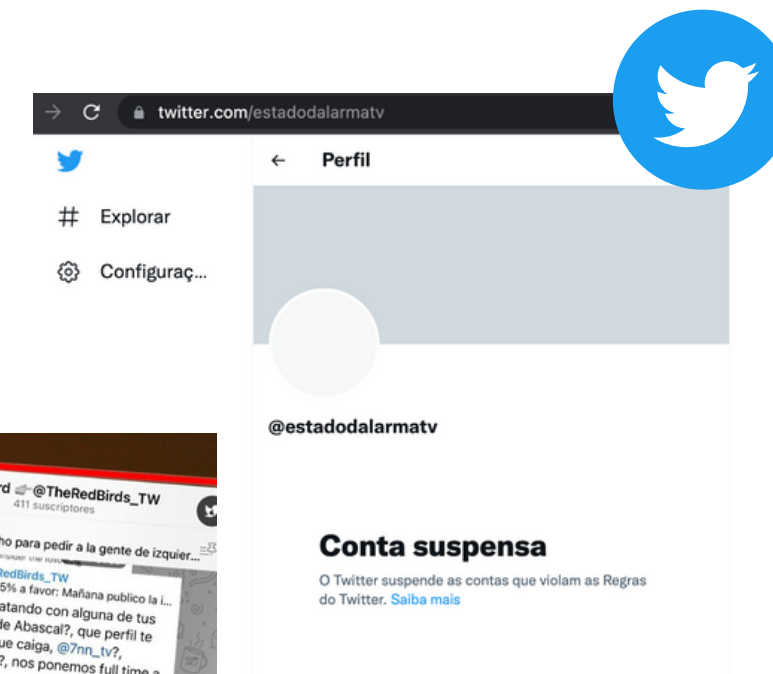 twitter.com/estadodalarmatv
Perfil
Explorar
Configuraç...
@estadodalarmatv
Conta suspensa
O Twitter suspende as contas que violam as Regras
do Twitter. Saiba mais
rd @TheRedBirds_TW
411 suscriptores
ho para pedir a la gente de izquier...
RedBirds_TW
5% a favor: Mañana publico la i...
atando con alguna de tus
de Abascal?, que perfil te
ue caiga, @7nn_tv?,
?, nos ponemos full time a